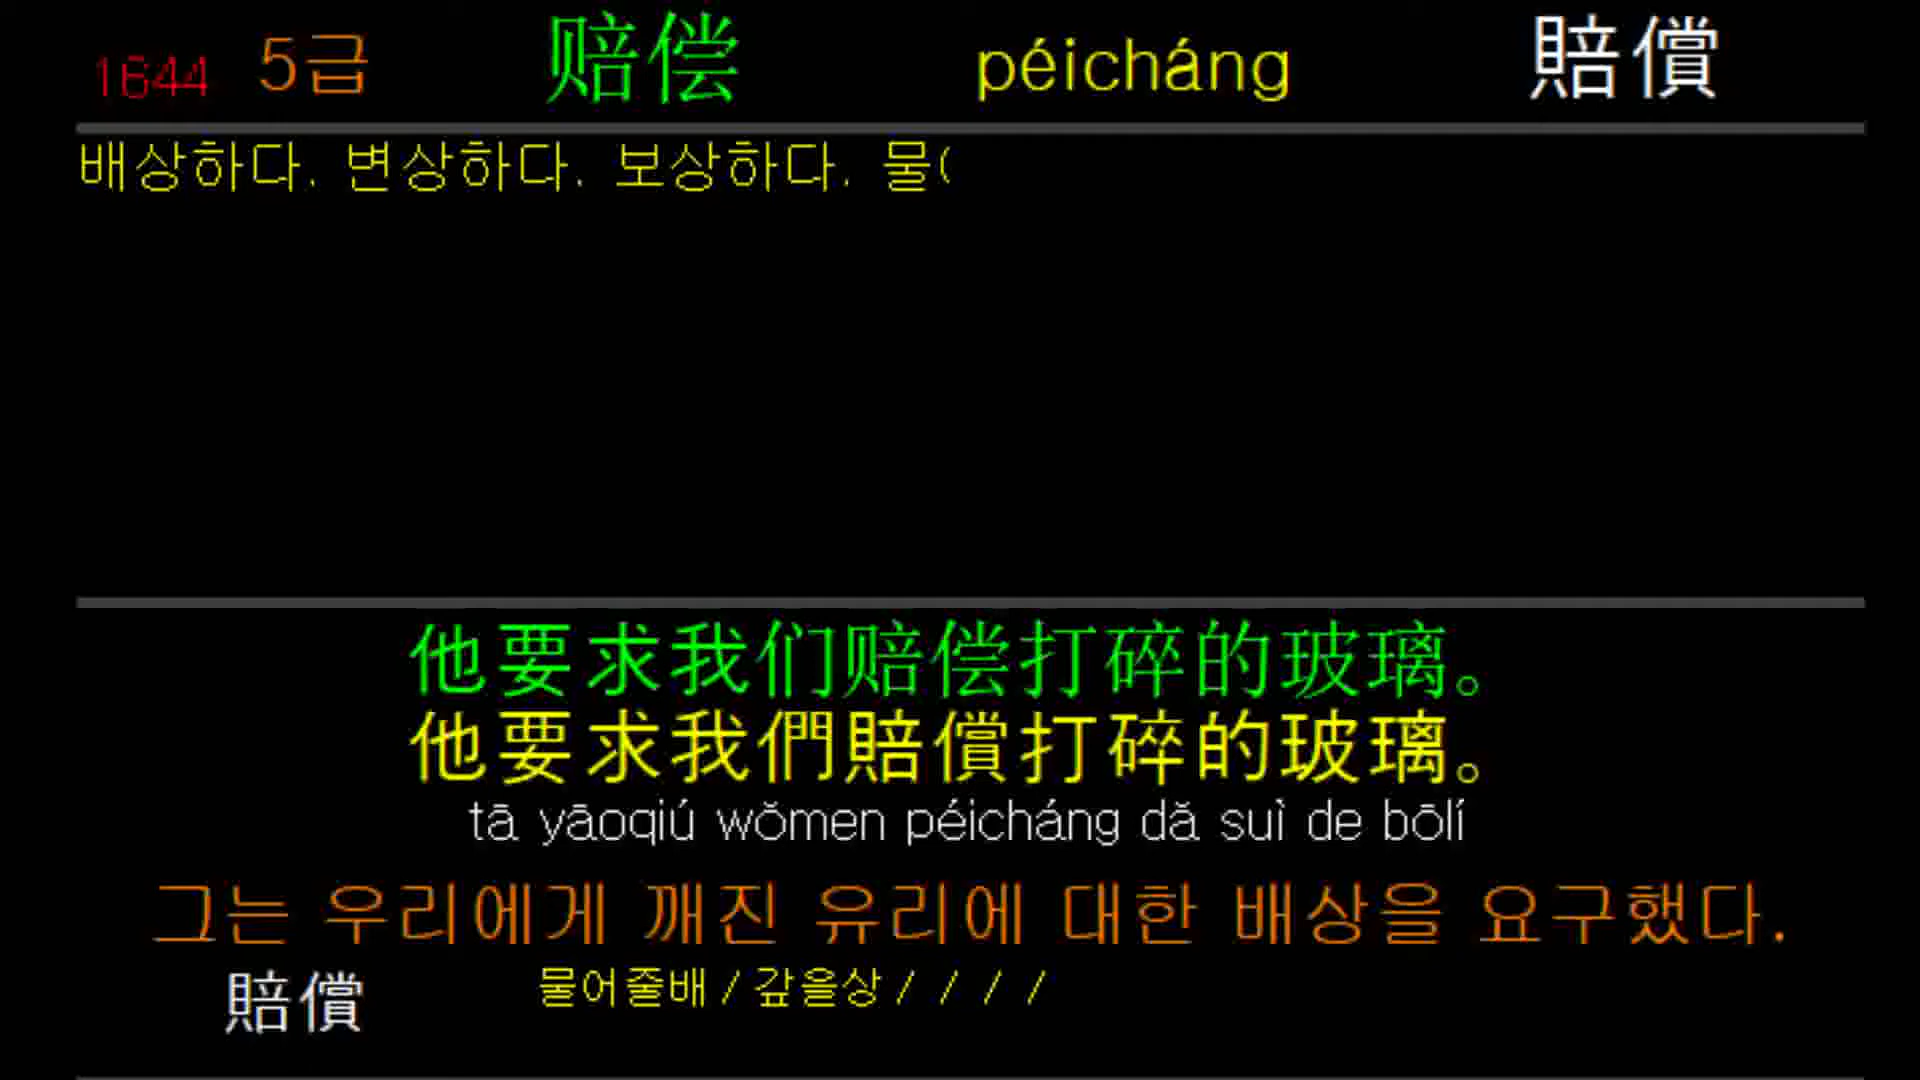 1644 5급 赔偿 péicháng 賠償
배상하다. 변상하다. 보상하다. 물(
他要求我们赔偿打碎的玻璃。
他要求我們賠償打碎的玻璃。
tā yāoqiú wǒmen péicháng dǎ suì de bōlí
그는 우리에게 깨진 유리에 대한 배상을 요구했다.
賠償 물어줄배 / 갚을상 / / / /